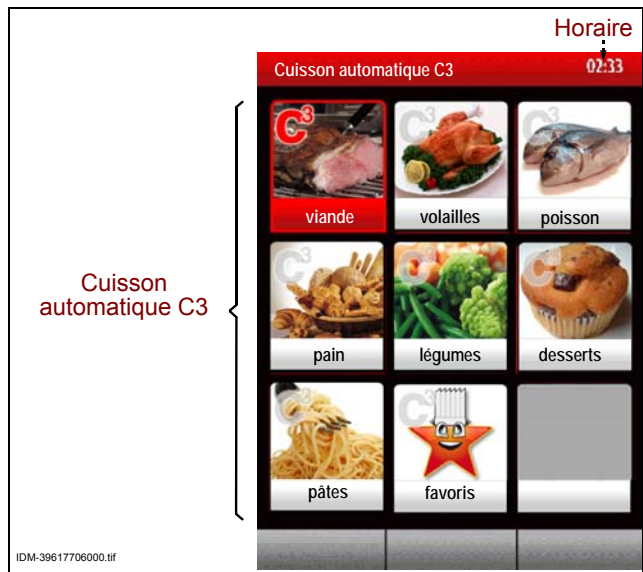 Horaire
Cuisson automatique C3
02:33
C3
C3
C3
viande
volailles
poisson
Cuisson
automatique C3
C3
C3
C3
pain
légumes
desserts
C3
C3
pâtes
favoris
IDM-39617706000.tif